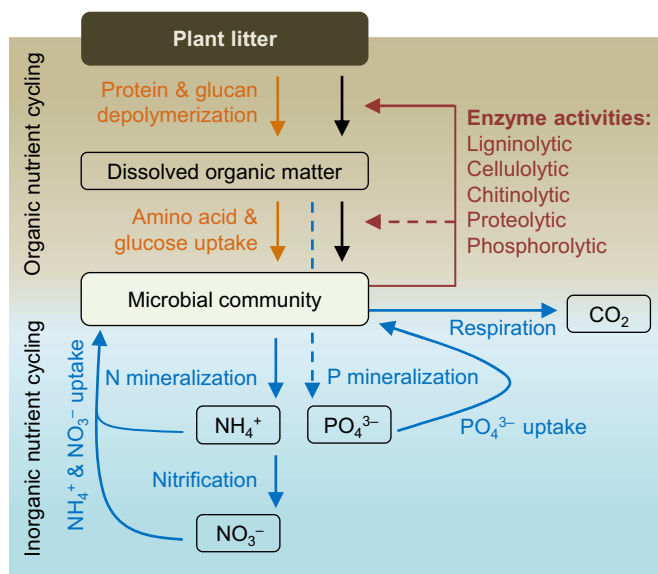 Plant litter
Organic nutrient cycling
Protein & glucan
depolymerization
Enzyme activities:
Ligninolytic
Cellulolytic
Chitinolytic
Proteolytic
Phosphorolytic
Dissolved organic matter
Amino acid &
glucose uptake
Microbial community
Inorganic nutrient cycling
Respiration
CO₂
NH₄⁺ & NO₃⁻ uptake
N mineralization
P mineralization
NH₄⁺
PO₄³⁻
PO₄³⁻ uptake
Nitrification
NO₃⁻